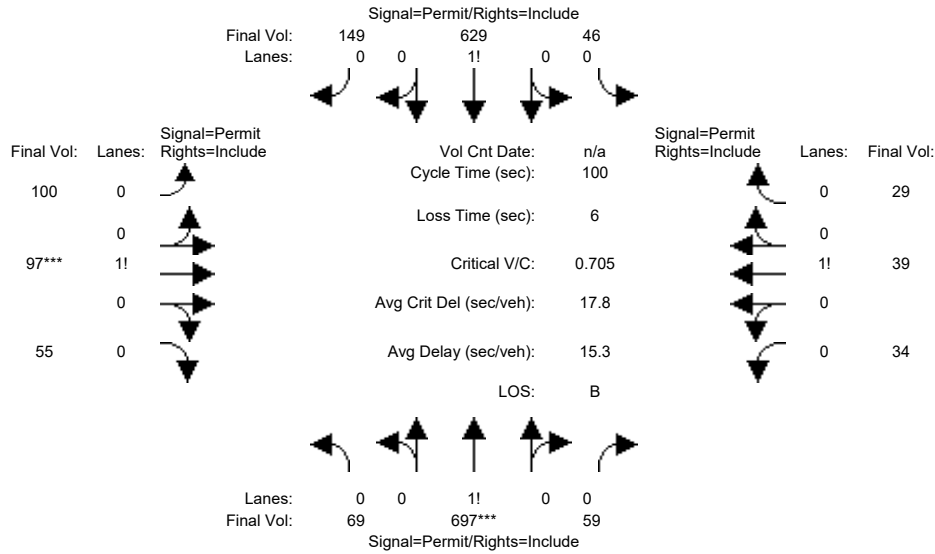 Signal=Permit/Rights=Include
Final Vol: 149 629 46
Lanes: 0 0 1! 0 0
Signal=Permit
Final Vol: Lanes: Rights=Include
Vol Cnt Date: n/a
Signal=Permit
Rights=Include Lanes: Final Vol:
Cycle Time (sec): 100
100 0
0 29
Loss Time (sec): 6
0
0
97*** 1!
Critical V/C: 0.705
1! 39
0
Avg Crit Del (sec/veh): 17.8
0
55 0
Avg Delay (sec/veh): 15.3
0 34
LOS: B
Lanes: 0 0 1! 0 0
Final Vol: 69 697*** 59
Signal=Permit/Rights=Include